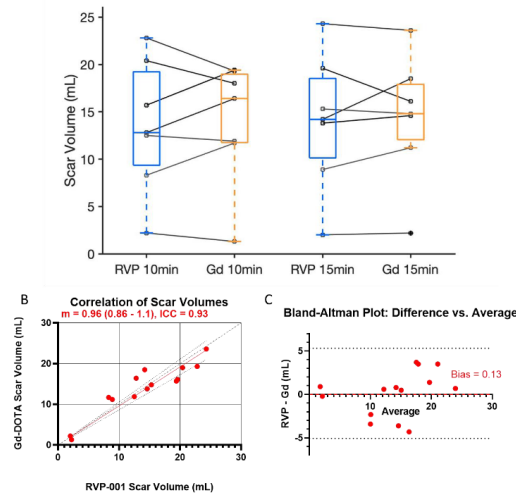 25
20
15
10
5
0
Scar Volume (mL)
RVP 10min Gd 10min RVP 15min Gd 15min
B
Correlation of Scar Volumes
m = 0.96 (0.86 - 1.1), ICC = 0.93
30
20
10
0
Gd-DOTA Scar Volume (mL)
0 10 20 30
RVP-001 Scar Volume (mL)
C
Bland-Altman Plot: Difference vs. Average
5
0
-5
RVP - Gd (mL)
Bias = 0.13
10 20 30
Average